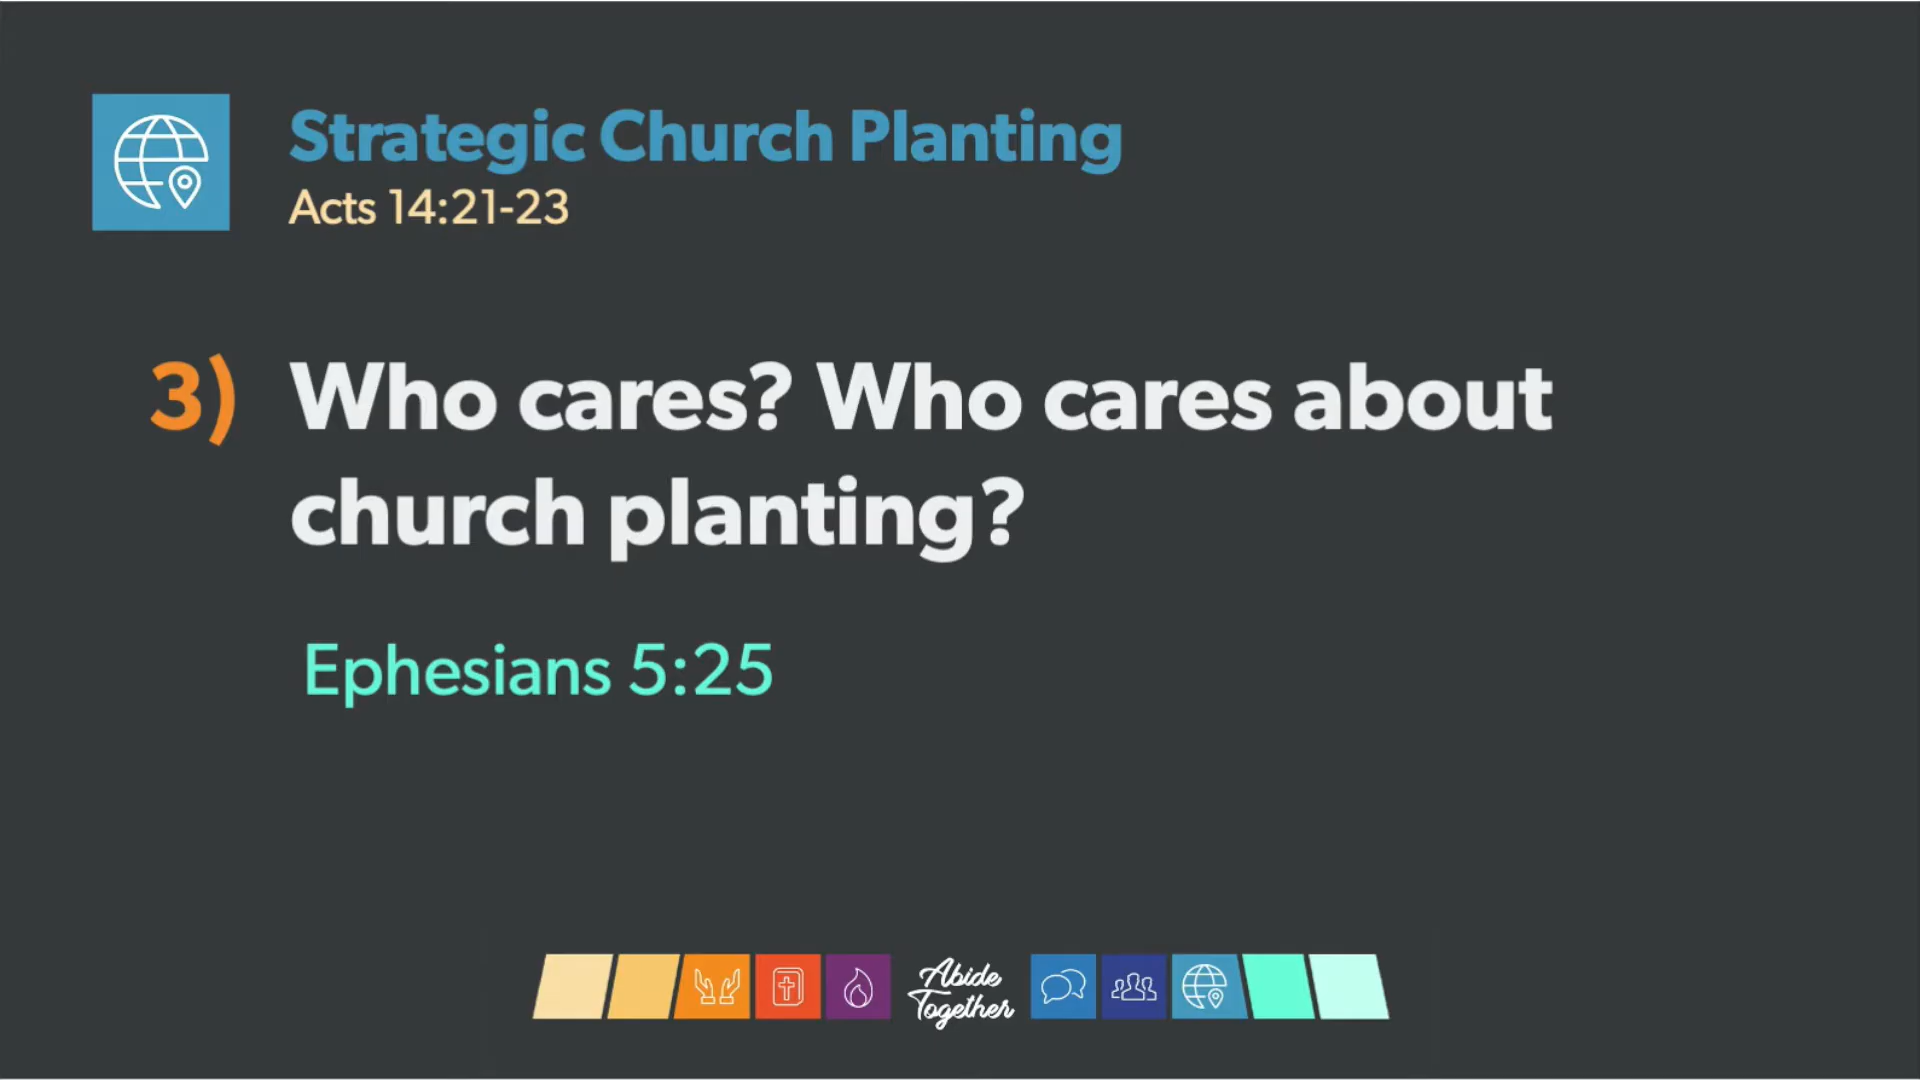 Strategic Church Planting
Acts 14:21-23
3) Who cares? Who cares about
church planting?
Ephesians 5:25
Abide
Together